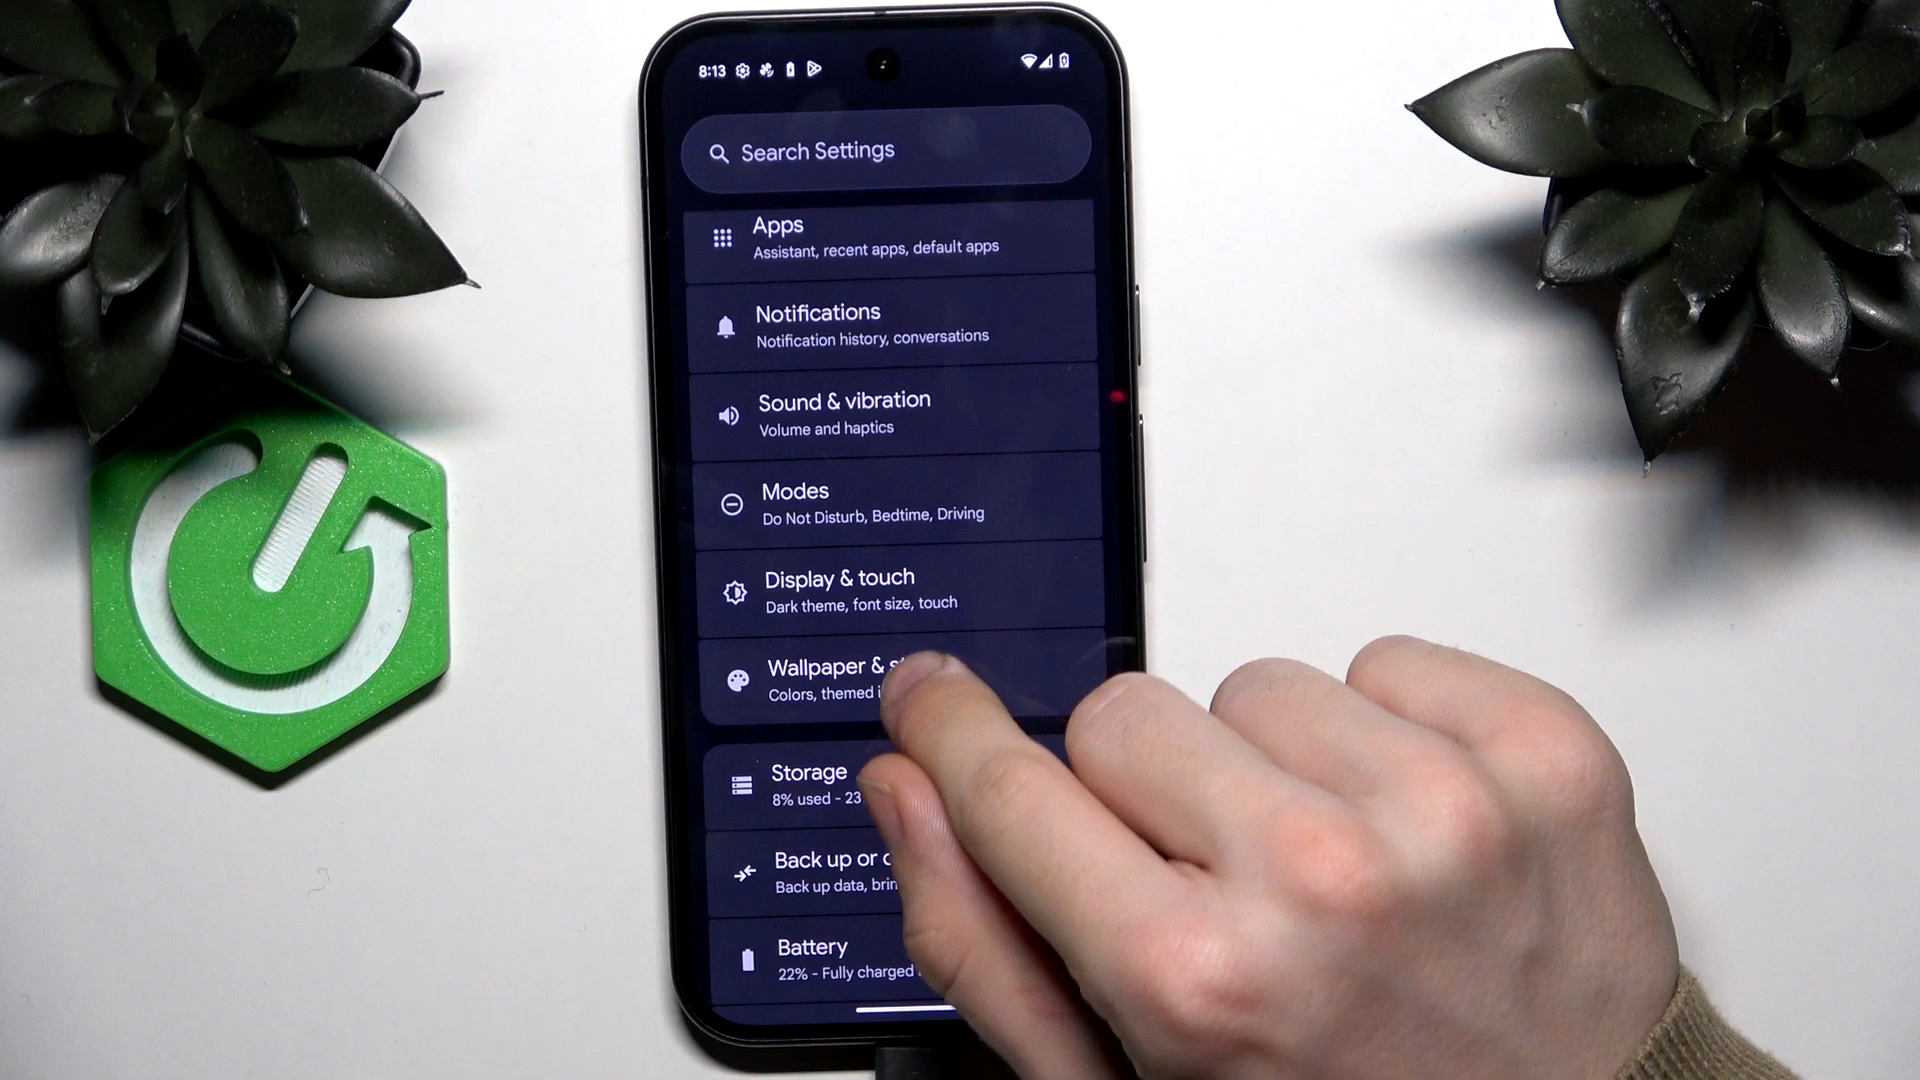 8:13
Search Settings
Apps
Assistant, recent apps, default apps
Notifications
Notification history, conversations
Sound & vibration
Volume and haptics
Modes
Do Not Disturb, Bedtime, Driving
Display & touch
Dark theme, font size, touch
Wallpaper &
Colors, themed
Storage
8% used - 23
Back up or
Back up data,
Battery
22% - Fully charged